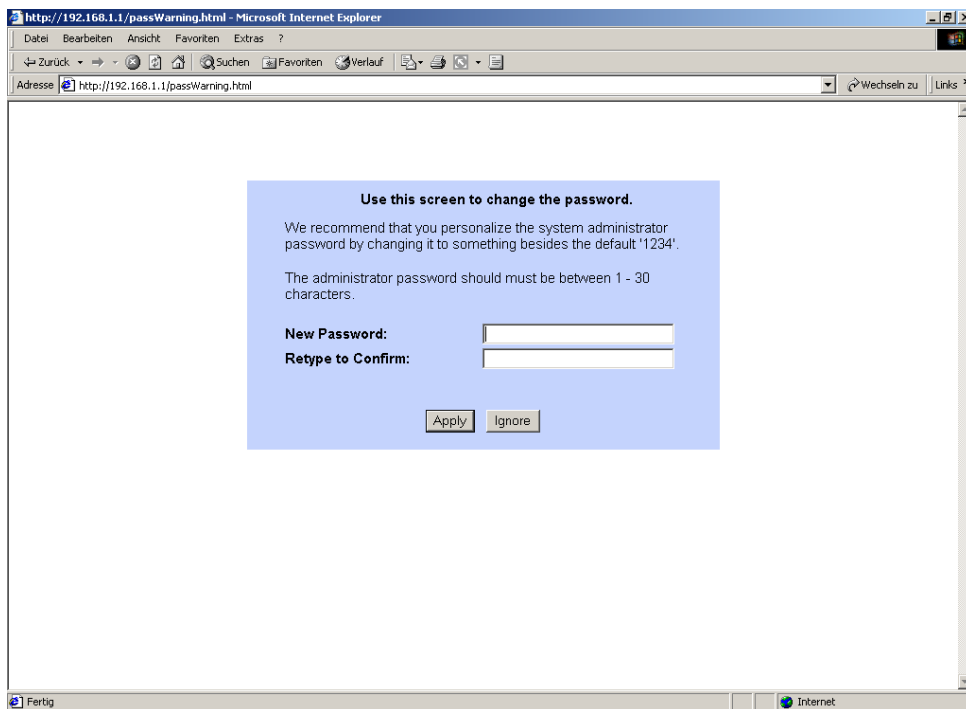 http://192.168.1.1/passWarning.html - Microsoft Internet Explorer
Datei Bearbeiten Ansicht Favoriten Extras ?
Zurück Suchen Favoriten Verlauf
Adresse http://192.168.1.1/passWarning.html Wechseln zu Links
Use this screen to change the password.
We recommend that you personalize the system administrator
password by changing it to something besides the default '1234'.
The administrator password should must be between 1 - 30
characters.
New Password:
Retype to Confirm:
Apply Ignore
Fertig Internet